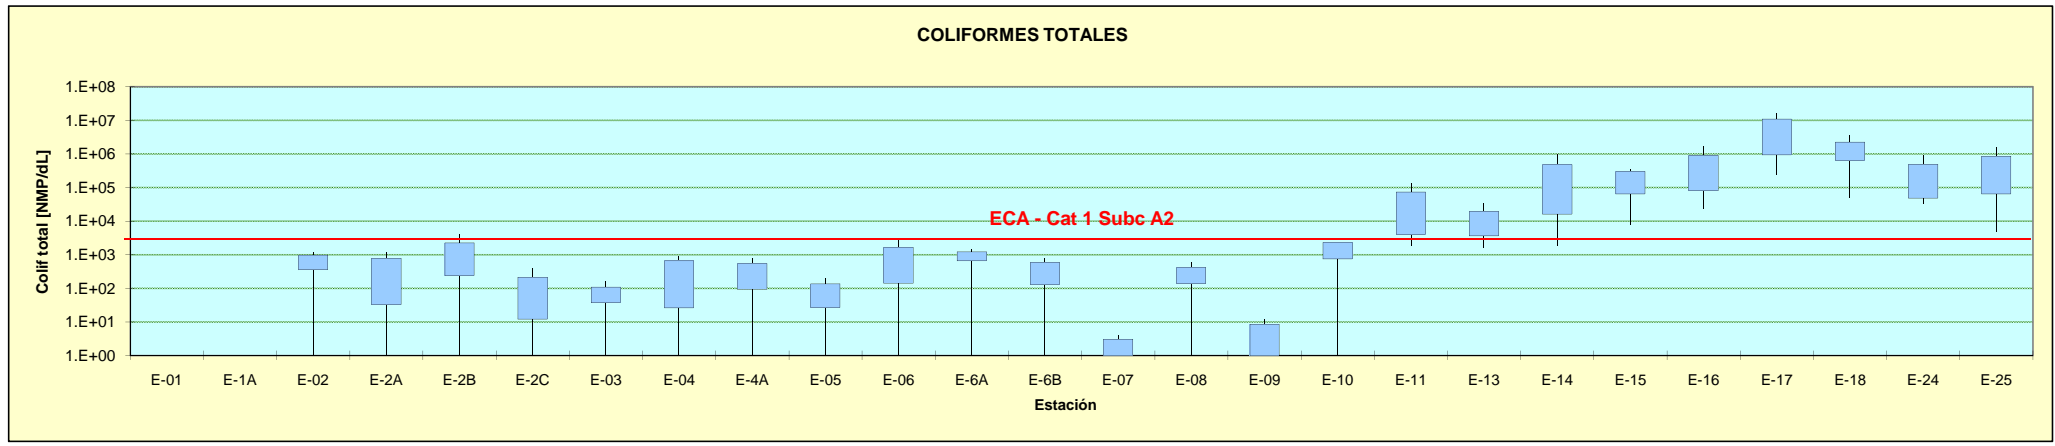 COLIFORMES TOTALES
1.E+08
1.E+07
1.E+06
1.E+05
1.E+04
1.E+03
1.E+02
1.E+01
1.E+00
Colif total [NMP/dL]
ECA - Cat 1 Subc A2
E-01 E-1A E-02 E-2A E-2B E-2C E-03 E-04 E-4A E-05 E-06 E-6A E-6B E-07 E-08 E-09 E-10 E-11 E-13 E-14 E-15 E-16 E-17 E-18 E-24 E-25
Estación